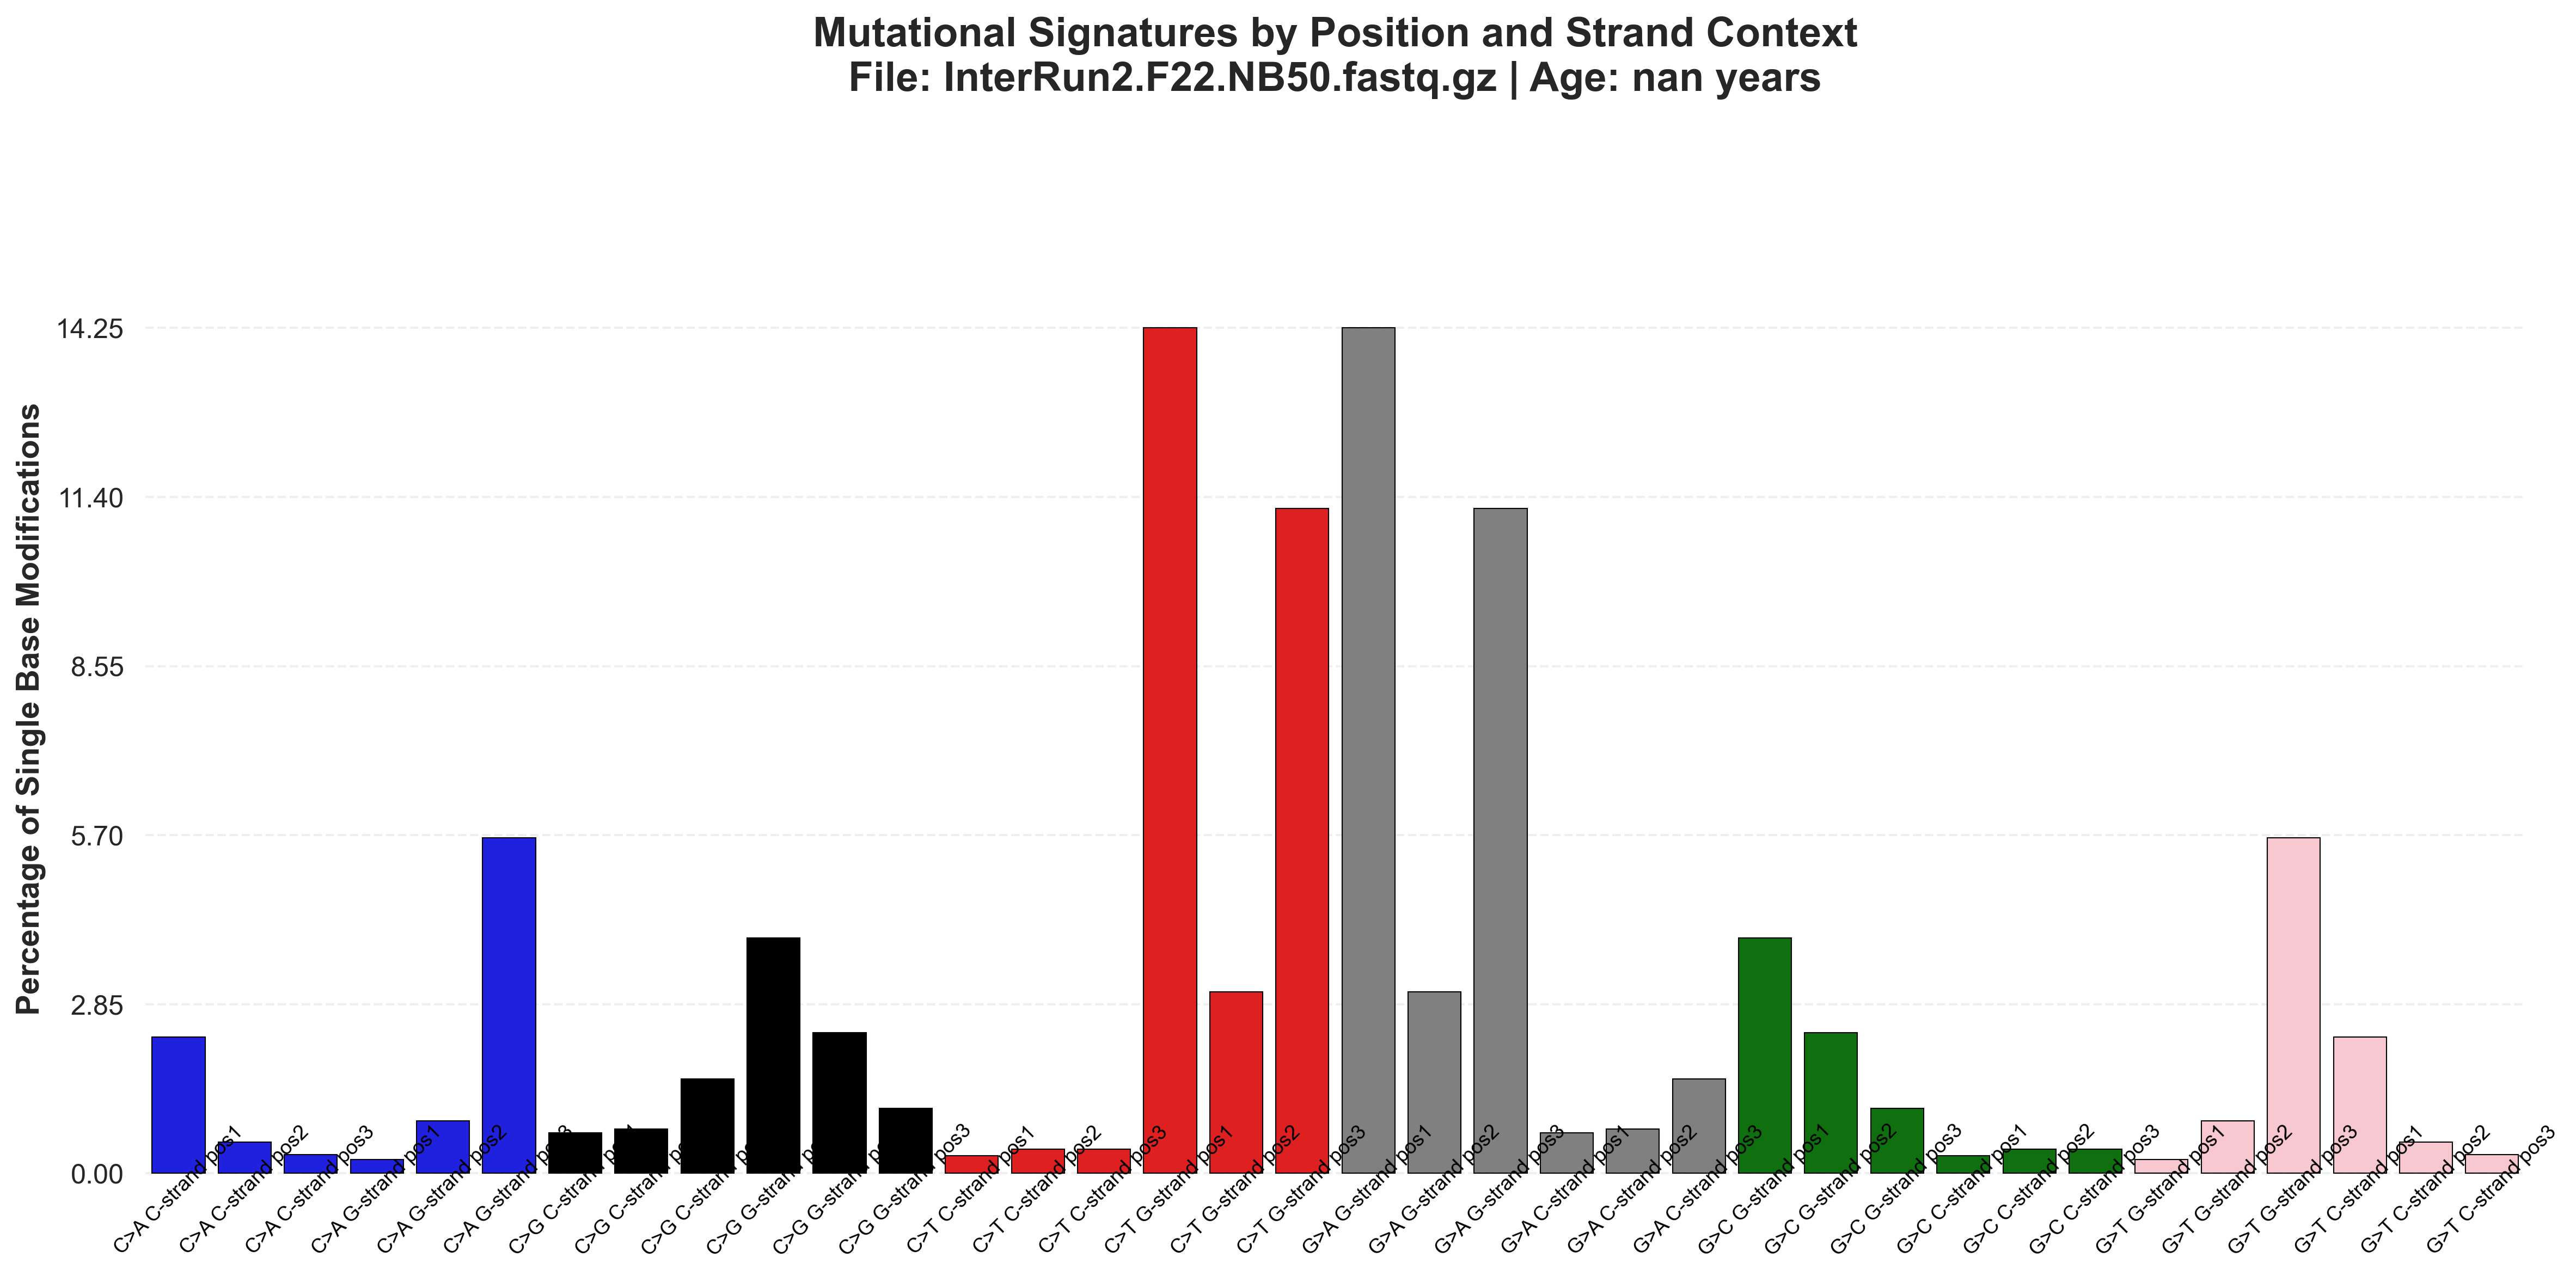 Mutational Signatures by Position and Strand Context
File: InterRun2.F22.NB50.fastq.gz | Age: nan years
Percentage of Single Base Modifications
14.25
11.40
8.55
5.70
2.85
0.00
C>A C-strand pos1
C>A C-strand pos2
C>A C-strand pos3
C>A G-strand pos1
C>A G-strand pos2
C>A G-strand pos3
C>G C-strand pos1
C>G C-strand pos2
C>G C-strand pos3
C>G G-strand pos1
C>G G-strand pos2
C>G G-strand pos3
C>T C-strand pos1
C>T C-strand pos2
C>T C-strand pos3
C>T G-strand pos1
C>T G-strand pos2
C>T G-strand pos3
G>A G-strand pos1
G>A G-strand pos2
G>A G-strand pos3
G>A C-strand pos1
G>A C-strand pos2
G>A C-strand pos3
G>C G-strand pos1
G>C G-strand pos2
G>C G-strand pos3
G>C C-strand pos1
G>C C-strand pos2
G>C C-strand pos3
G>T G-strand pos1
G>T G-strand pos2
G>T G-strand pos3
G>T C-strand pos1
G>T C-strand pos2
G>T C-strand pos3